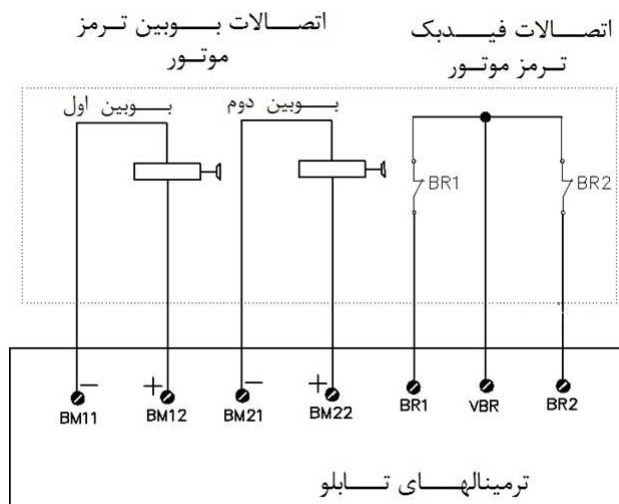 اتصالات بوبین ترمز
موتور
اتصالات فیدبک
ترمز موتور
بوبین اول
بوبین دوم
BR1
BR2
−
+
−
+
BM11
BM12
BM21
BM22
BR1
VBR
BR2
ترمینالهای تابلو